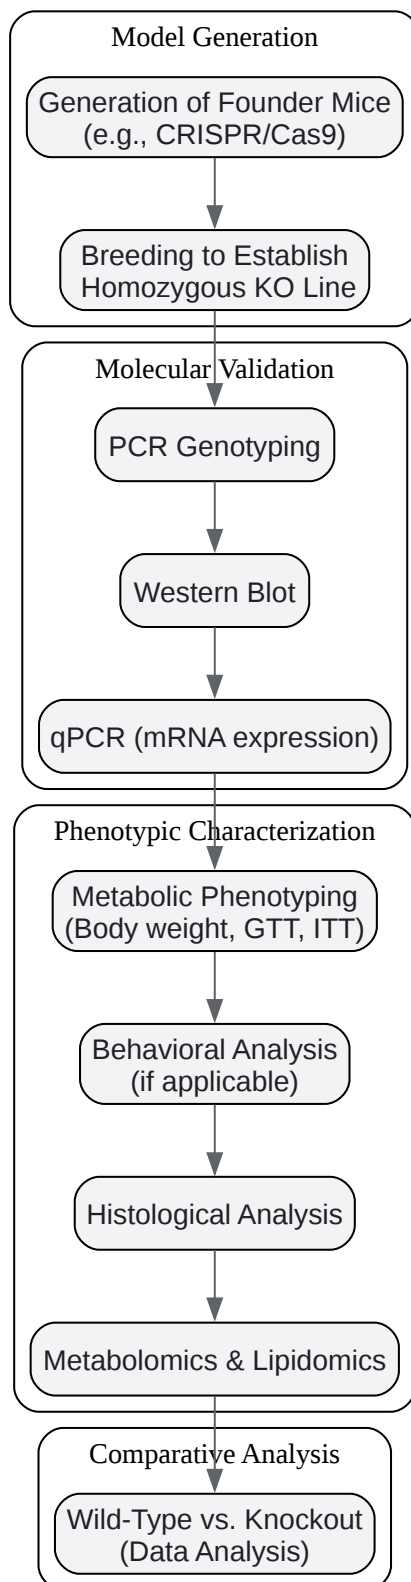 Model Generation
Generation of Founder Mice
(e.g., CRISPR/Cas9)
Breeding to Establish
Homozygous KO Line
Molecular Validation
PCR Genotyping
Western Blot
qPCR (mRNA expression)
Phenotypic Characterization
Metabolic Phenotyping
(Body weight, GTT, ITT)
Behavioral Analysis
(if applicable)
Histological Analysis
Metabolomics & Lipidomics
Comparative Analysis
Wild-Type vs. Knockout
(Data Analysis)